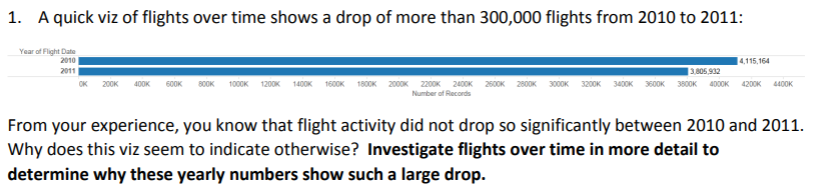 1. A quick viz of flights over time shows a drop of more than 300,000 flights from 2010 to 2011:
Year of Flight Date
2010 4,115,164
2011 3,805,932
0K 200K 400K 600K 800K 1000K 1200K 1400K 1600K 1800K 2000K 2200K 2400K 2600K 2800K 3000K 3200K 3400K 3600K 3800K 4000K 4200K 4400K
Number of Records
From your experience, you know that flight activity did not drop so significantly between 2010 and 2011.
Why does this viz seem to indicate otherwise? Investigate flights over time in more detail to
determine why these yearly numbers show such a large drop.